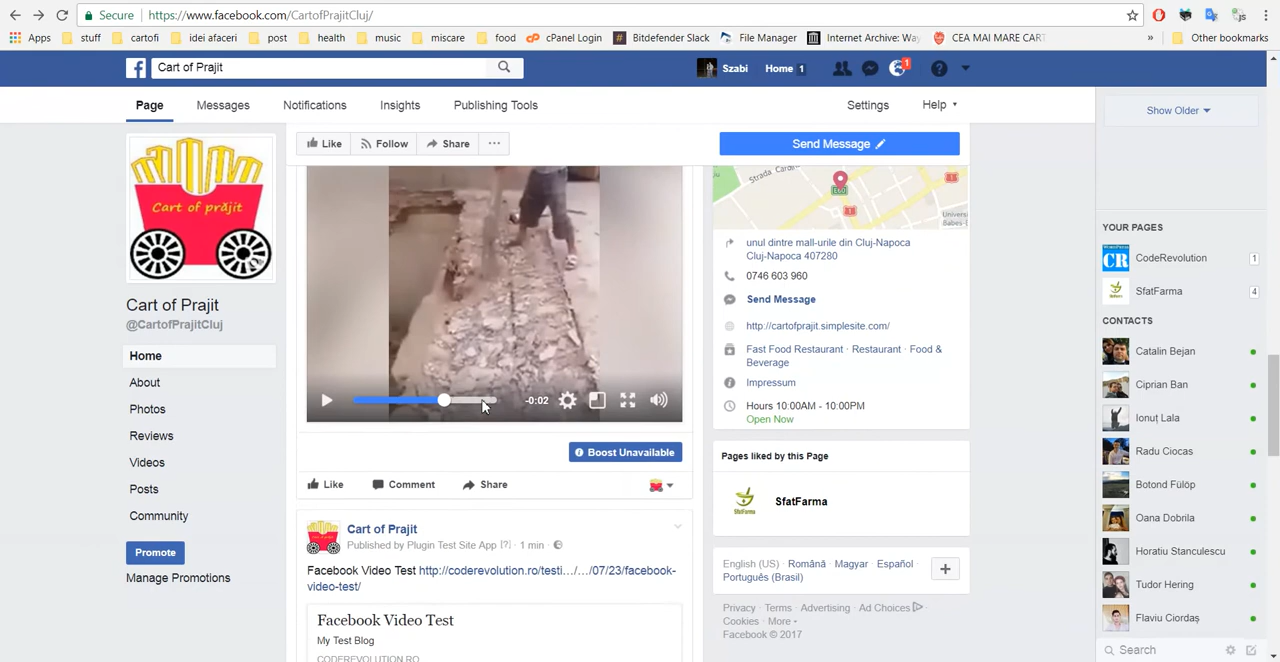 Secure https://www.facebook.com/CartofPrajitCluj/
Apps stuff cartofi idei afaceri post health music miscare food cPanel Login Bitdefender Slack File Manager Internet Archive: Way CEA MAI MARE CART » Other bookmarks
Cart of Prajit Szabi Home 1 1
Page Messages Notifications Insights Publishing Tools Settings Help
Like Follow Share ... Send Message
Show Older
Cart of prăjit
Cart of Prajit
@CartofPrajitCluj
Home
About
Photos
Reviews
Videos
Posts
Community
Promote
Manage Promotions
-0:02
Boost Unavailable
Like Comment Share
Cart of Prajit
Published by Plugin Test Site App [?] · 1 min ·
Facebook Video Test http://coderevolution.ro/testi…/…/07/23/facebook-
video-test/
Facebook Video Test
My Test Blog
CODEREVOLUTION.RO
Strada Cardi
E60
1
Univers
Babeș-
unul dintre mall-urile din Cluj-Napoca
Cluj-Napoca 407280
0746 603 960
Send Message
http://cartofprajit.simplesite.com/
Fast Food Restaurant · Restaurant · Food &
Beverage
Impressum
Hours 10:00AM - 10:00PM
Open Now
Pages liked by this Page
SfatFarma
English (US) · Română · Magyar · Español ·
Português (Brasil)
Privacy · Terms · Advertising · Ad Choices ·
Cookies · More
Facebook © 2017
YOUR PAGES
CR CodeRevolution 1
SfatFarma 4
CONTACTS
Catalin Bejan
Ciprian Ban
Ionuț Lala
Radu Ciocas
Botond Fülöp
Oana Dobrila
Horatiu Stanculescu
Tudor Hering
Flaviu Ciordaș
Search